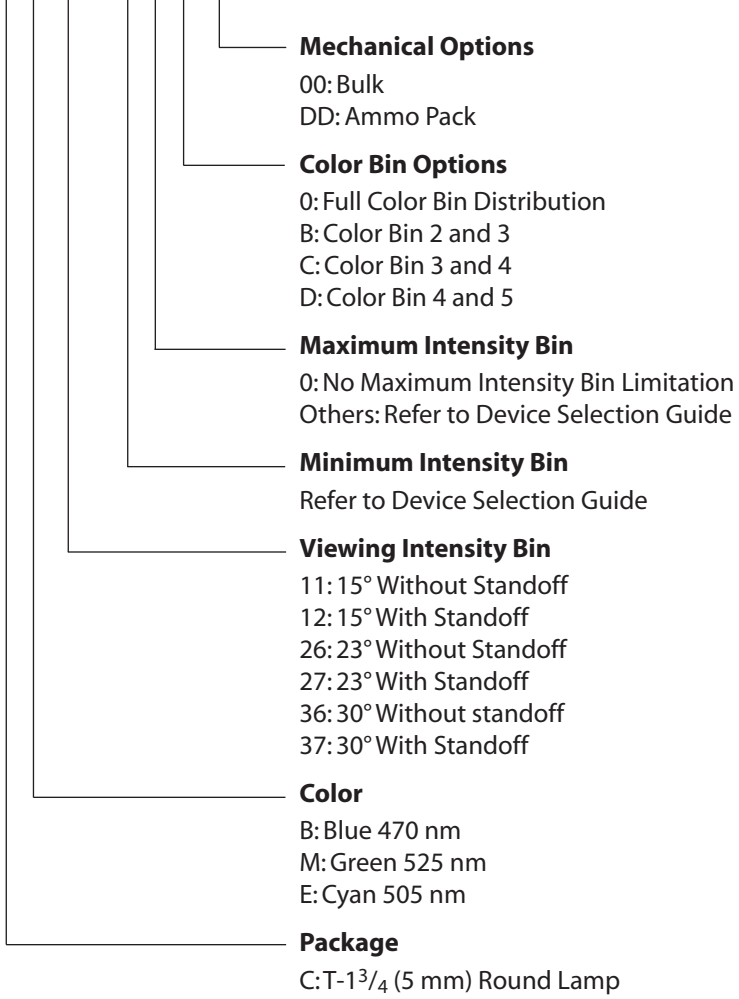 Mechanical Options
00: Bulk
DD: Ammo Pack
Color Bin Options
0: Full Color Bin Distribution
B: Color Bin 2 and 3
C: Color Bin 3 and 4
D: Color Bin 4 and 5
Maximum Intensity Bin
0: No Maximum Intensity Bin Limitation
Others: Refer to Device Selection Guide
Minimum Intensity Bin
Refer to Device Selection Guide
Viewing Intensity Bin
11: 15° Without Standoff
12: 15° With Standoff
26: 23° Without Standoff
27: 23° With Standoff
36: 30° Without standoff
37: 30° With Standoff
Color
B: Blue 470 nm
M: Green 525 nm
E: Cyan 505 nm
Package
C: T-1 3/4 (5 mm) Round Lamp